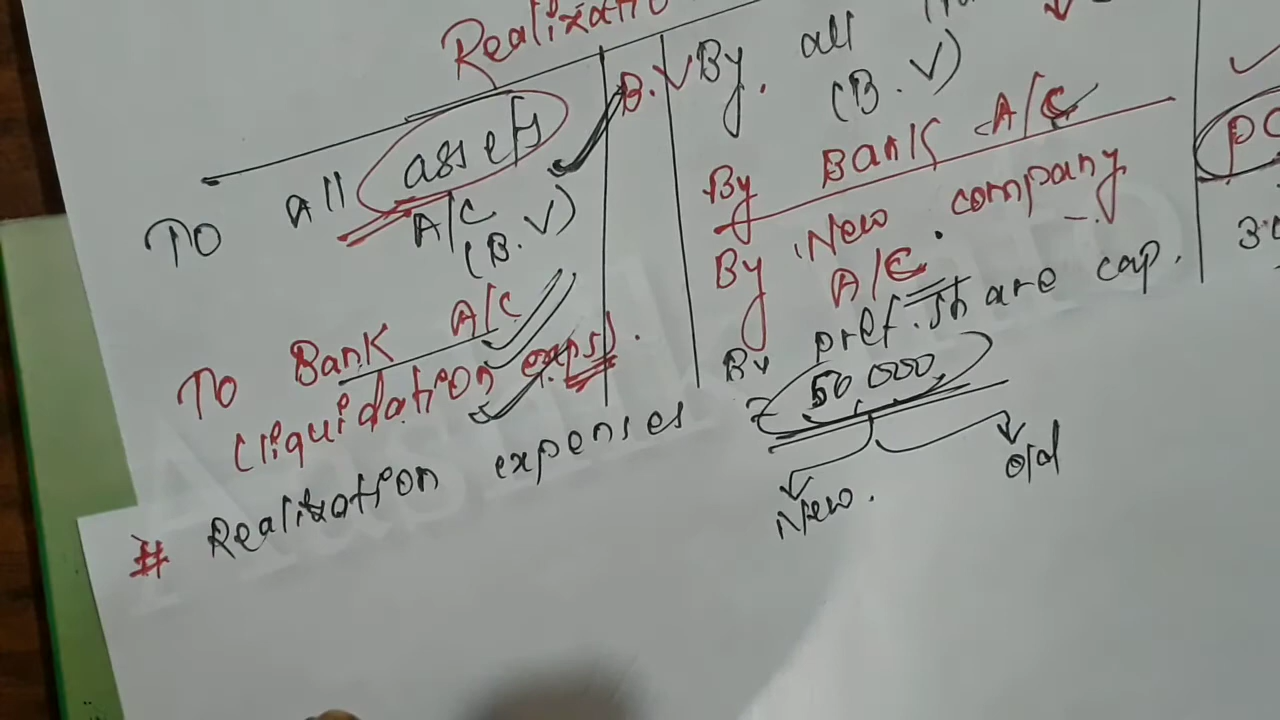 Realizatio
B.V
To all assets
A/C
(B.V)
To Bank A/C
(liquidation exps).
# Realization expenses
By all
(B.V)
By Bank A/C
By New company
A/C
By pref. share cap.
50,000
New.
old